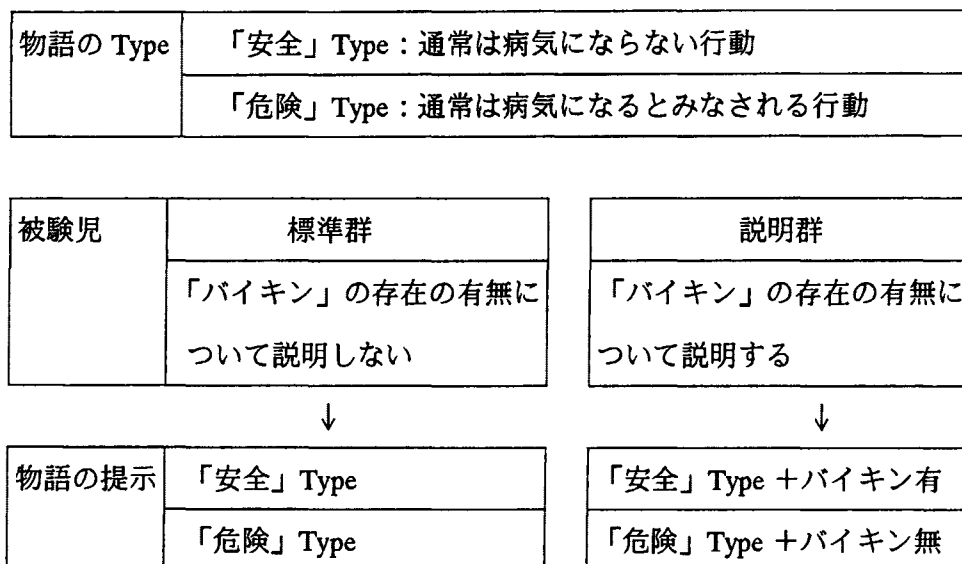 物語の Type
「安全」Type：通常は病気にならない行動
「危険」Type：通常は病気になるとみなされる行動
被験児
標準群
説明群
「バイキン」の存在の有無に
ついて説明しない
「バイキン」の存在の有無に
ついて説明する
↓
↓
物語の提示
「安全」Type
「安全」Type＋バイキン有
「危険」Type
「危険」Type＋バイキン無